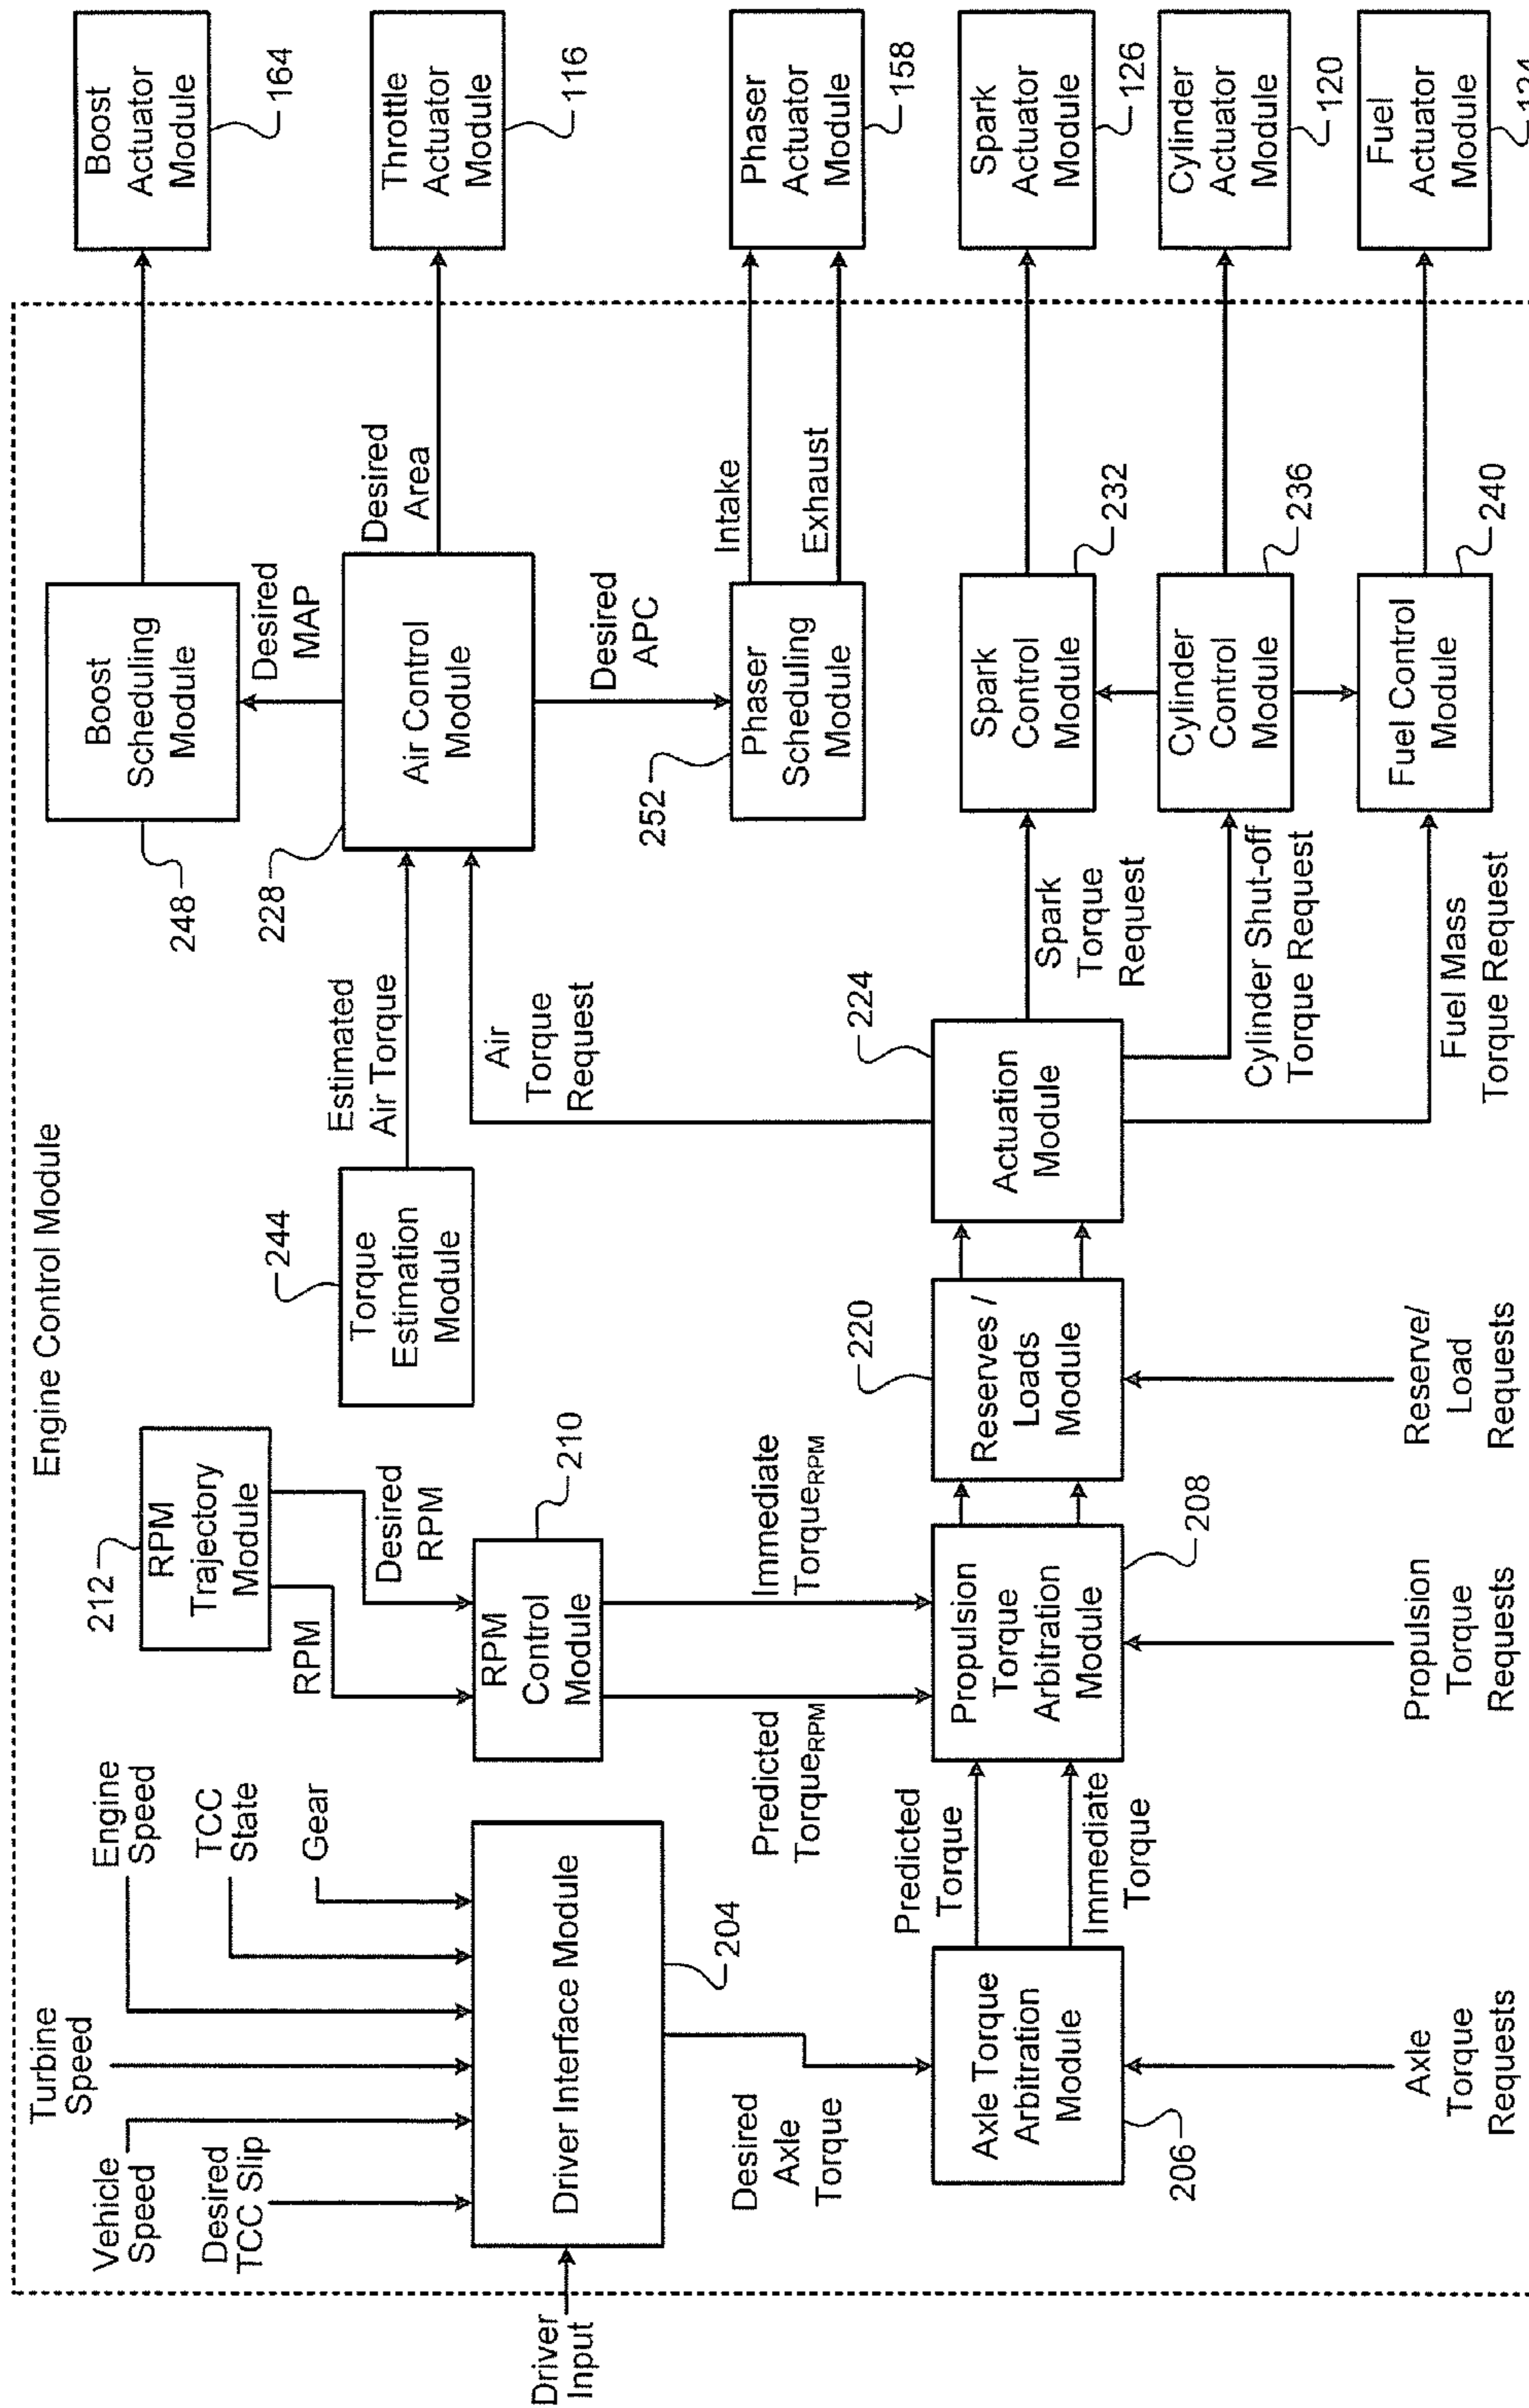 Engine Control Module
Turbine
Speed
Vehicle
Speed
Desired
TCC Slip
Engine
Speed
TCC
State
Gear
Driver
Input
Driver Interface Module
204
Desired
Axle
Torque
Axle Torque
Arbitration
Module
206
Axle
Torque
Requests
Predicted
Torque
Immediate
Torque
212
RPM
Trajectory
Module
RPM
Desired
RPM
RPM
Control
Module
210
Predicted
TorqueRPM
Immediate
TorqueRPM
Propulsion
Torque
Arbitration
Module
208
Propulsion
Torque
Requests
220
Reserves /
Loads
Module
Reserve/
Load
Requests
244
Torque
Estimation
Module
Estimated
Air Torque
Air
Torque
Request
224
Actuation
Module
Spark
Torque
Request
Cylinder Shut-off
Torque Request
Fuel Mass
Torque Request
248
Boost
Scheduling
Module
Desired
MAP
228
Air Control
Module
Desired
Area
Desired
APC
252
Phaser
Scheduling
Module
Intake
Exhaust
Spark
Control
Module
232
Cylinder
Control
Module
236
Fuel Control
Module
240
Boost
Actuator
Module
164
Throttle
Actuator
Module
116
Phaser
Actuator
Module
158
Spark
Actuator
Module
126
Cylinder
Actuator
Module
120
Fuel
Actuator
Module